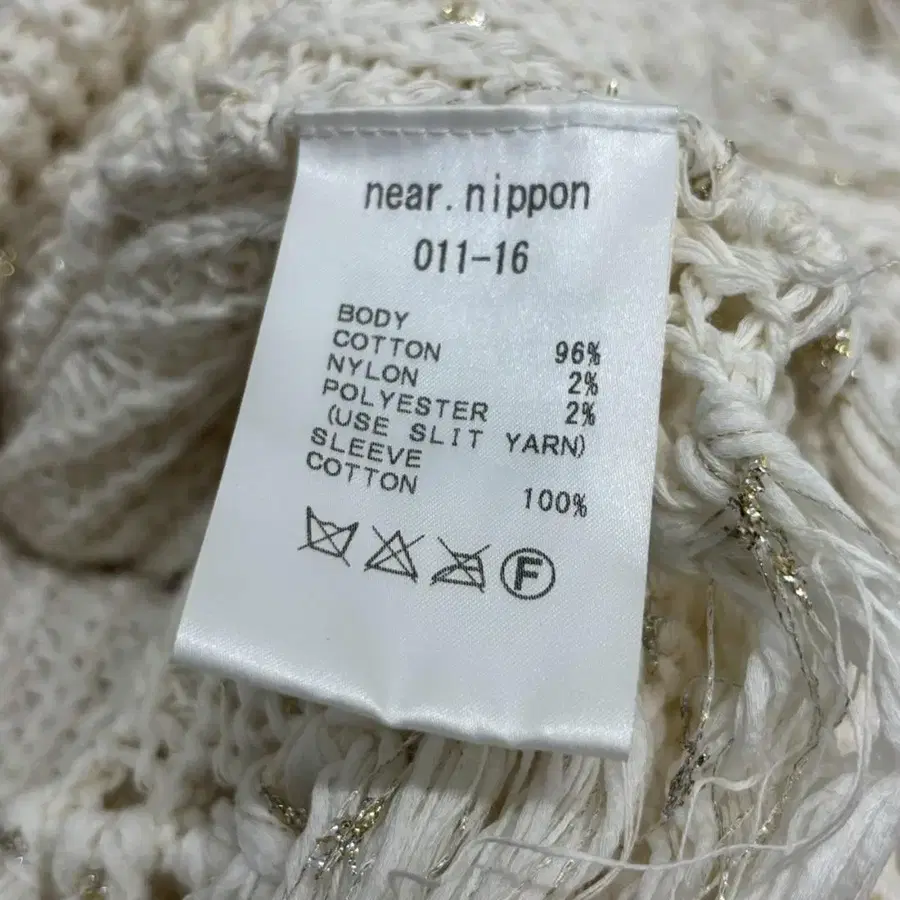 near.nippon
011-16
BODY
COTTON 96%
NYLON 2%
POLYESTER 2%
(USE SLIT YARN)
SLEEVE
COTTON 100%
F